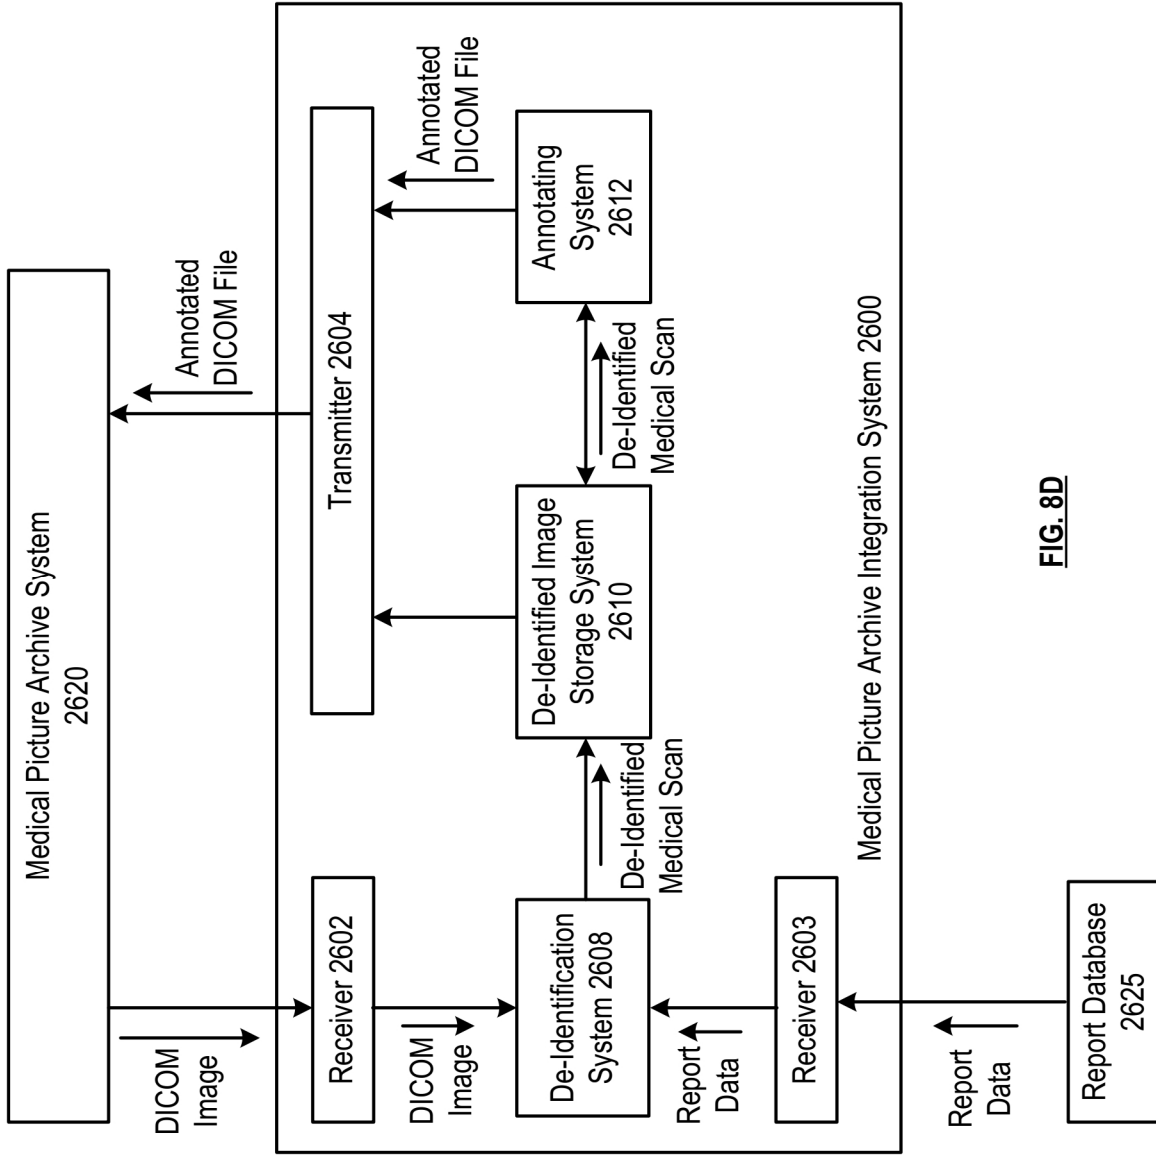 Medical Picture Archive System
2620
DICOM
Image
Annotated
DICOM File
Receiver 2602
Transmitter 2604
DICOM
Image
Annotated
DICOM File
De-Identification
System 2608
De-Identified Image
Storage System
2610
Annotating
System
2612
De-Identified
Medical Scan
De-Identified
Medical Scan
Report
Data
Receiver 2603
Medical Picture Archive Integration System 2600
Report
Data
Report Database
2625
FIG. 8D